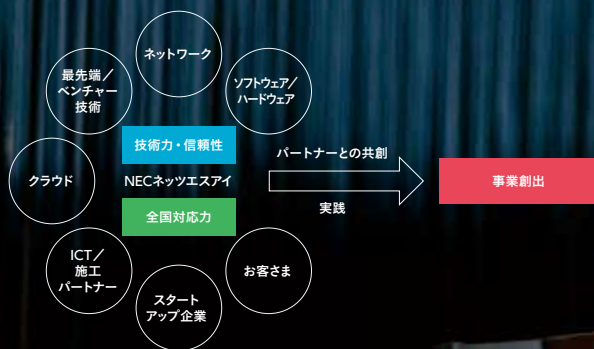 ネットワーク
最先端／
ベンチャー
技術
ソフトウェア／
ハードウェア
クラウド
技術力・信頼性
NECネッツエスアイ
全国対応力
パートナーとの共創
実践
事業創出
ICT／
施工
パートナー
スタート
アップ企業
お客さま